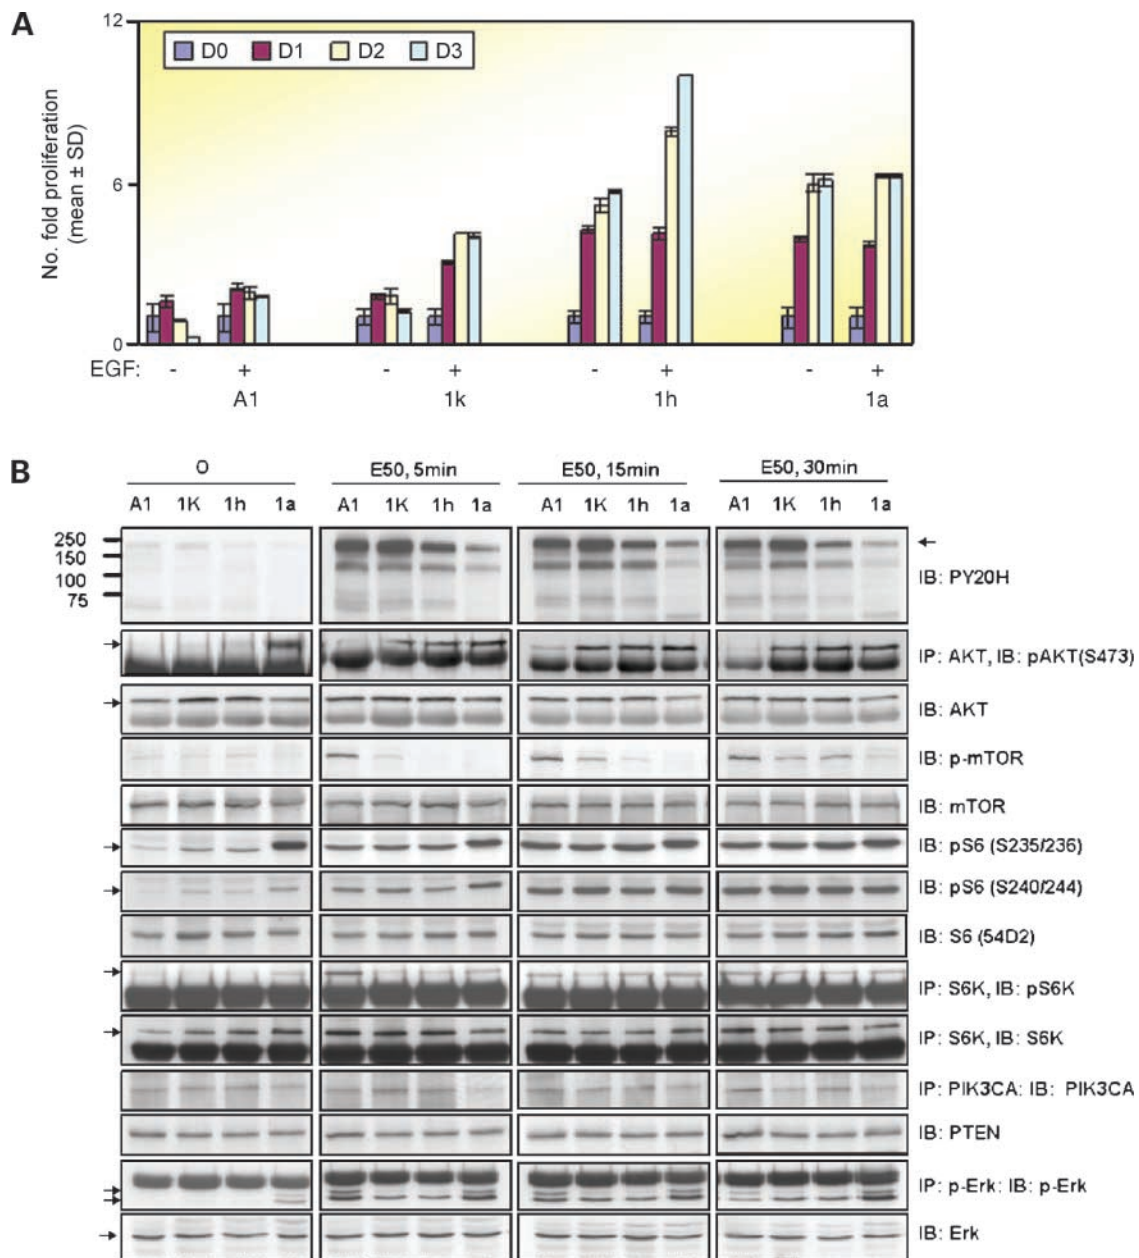 A
12
D0 D1 D2 D3
No. fold proliferation
(mean ± SD)
6
0
EGF: - + - + - + - +
A1 1k 1h 1a
B
O E50, 5min E50, 15min E50, 30min
A1 1K 1h 1a A1 1K 1h 1a A1 1K 1h 1a A1 1K 1h 1a
250
150
100
75
IB: PY20H
IP: AKT, IB: pAKT(S473)
IB: AKT
IB: p-mTOR
IB: mTOR
IB: pS6 (S235/236)
IB: pS6 (S240/244)
IB: S6 (54D2)
IP: S6K, IB: pS6K
IP: S6K, IB: S6K
IP: PIK3CA: IB: PIK3CA
IB: PTEN
IP: p-Erk: IB: p-Erk
IB: Erk